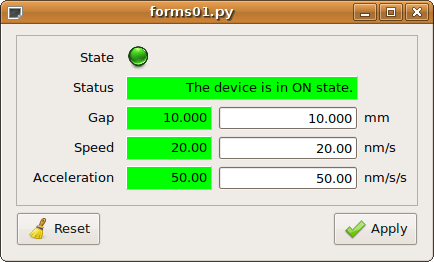 forms01.py
State
Status The device is in ON state.
Gap 10.000 10.000 mm
Speed 20.00 20.00 nm/s
Acceleration 50.00 50.00 nm/s/s
Reset Apply